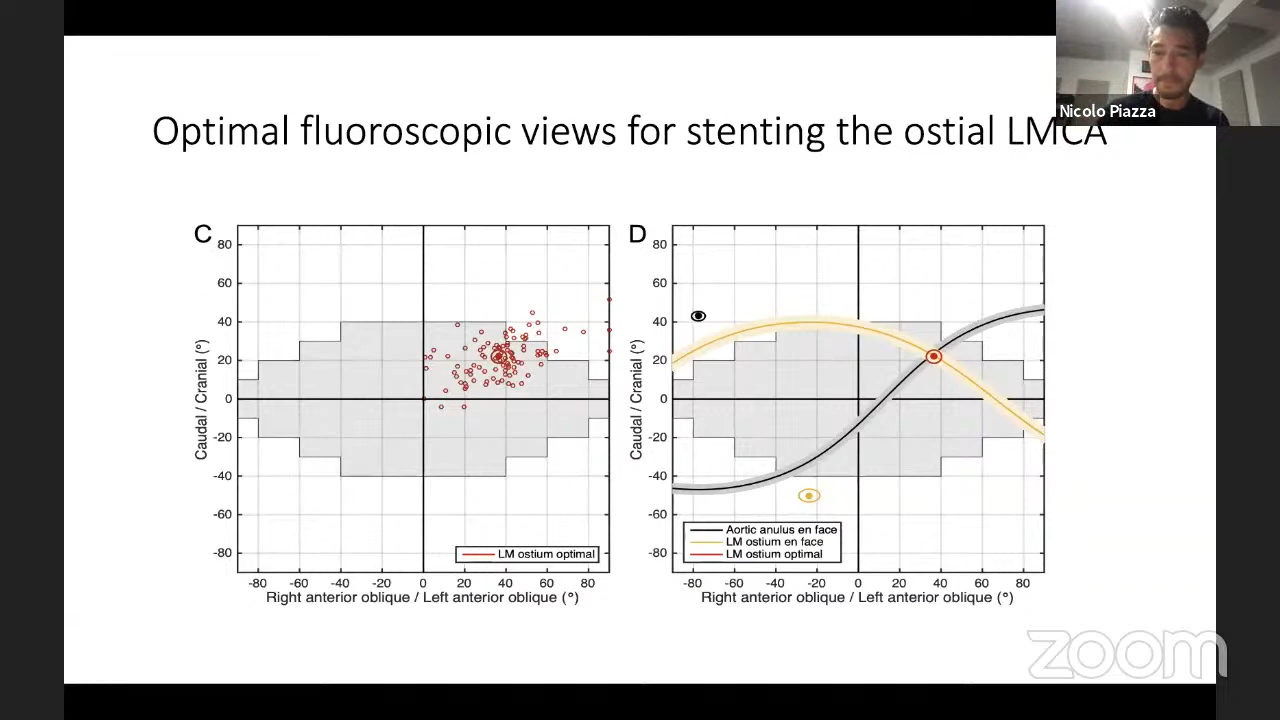 Nicolo Piazza
Optimal fluoroscopic views for stenting the ostial LMCA
C
80
60
40
20
0
-20
-40
-60
-80
Caudal / Cranial (°)
LM ostium optimal
-80 -60 -40 -20 0 20 40 60 80
Right anterior oblique / Left anterior oblique (°)
D
80
60
40
20
0
-20
-40
-60
-80
Caudal / Cranial (°)
Aortic anulus en face
LM ostium en face
LM ostium optimal
-80 -60 -40 -20 0 20 40 60 80
Right anterior oblique / Left anterior oblique (°)
zoom